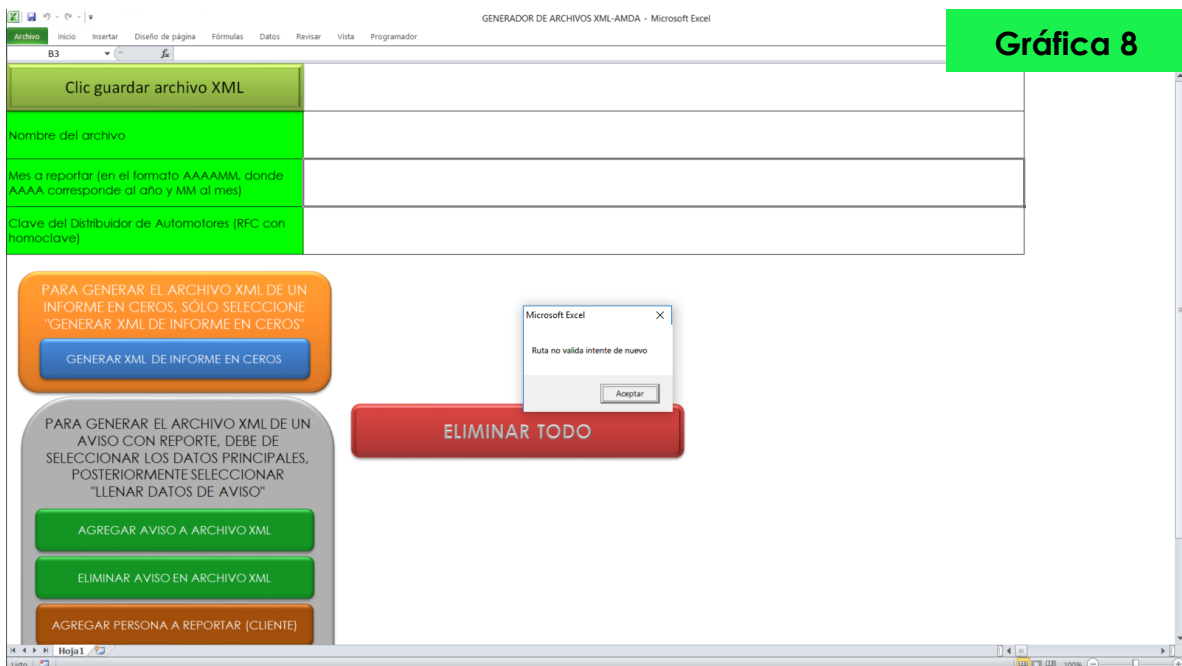 GENERADOR DE ARCHIVOS XML-AMDA - Microsoft Excel
Gráfica 8
Archivo Inicio Insertar Diseño de página Fórmulas Datos Revisar Vista Programador
B3 fx
Clic guardar archivo XML
Nombre del archivo
Mes a reportar (en el formato AAAAMM, donde
AAAA corresponde al año y MM al mes)
Clave del Distribuidor de Automotores (RFC con
homoclave)
PARA GENERAR EL ARCHIVO XML DE UN
INFORME EN CEROS, SÓLO SELECCIONE
"GENERAR XML DE INFORME EN CEROS"
GENERAR XML DE INFORME EN CEROS
Microsoft Excel
Ruta no valida intente de nuevo
Aceptar
ELIMINAR TODO
PARA GENERAR EL ARCHIVO XML DE UN
AVISO CON REPORTE, DEBE DE
SELECCIONAR LOS DATOS PRINCIPALES,
POSTERIORMENTE SELECCIONAR
"LLENAR DATOS DE AVISO"
AGREGAR AVISO A ARCHIVO XML
ELIMINAR AVISO EN ARCHIVO XML
AGREGAR PERSONA A REPORTAR (CLIENTE)
Hoja1
Listo 100%